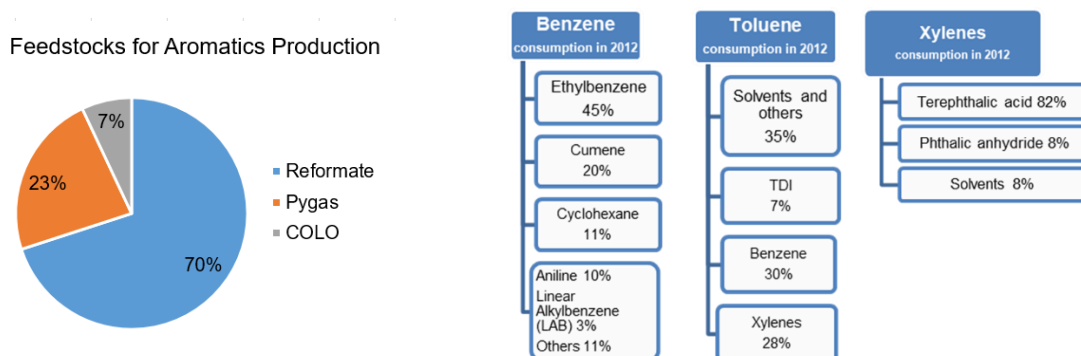 Feedstocks for Aromatics Production
7%
23%
70%
Reformate
Pygas
COLO
Benzene
consumption in 2012
Ethylbenzene
45%
Cumene
20%
Cyclohexane
11%
Aniline 10%
Linear
Alkylbenzene
(LAB) 3%
Others 11%
Toluene
consumption in 2012
Solvents and
others
35%
TDI
7%
Benzene
30%
Xylenes
28%
Xylenes
consumption in 2012
Terephthalic acid 82%
Phthalic anhydride 8%
Solvents 8%